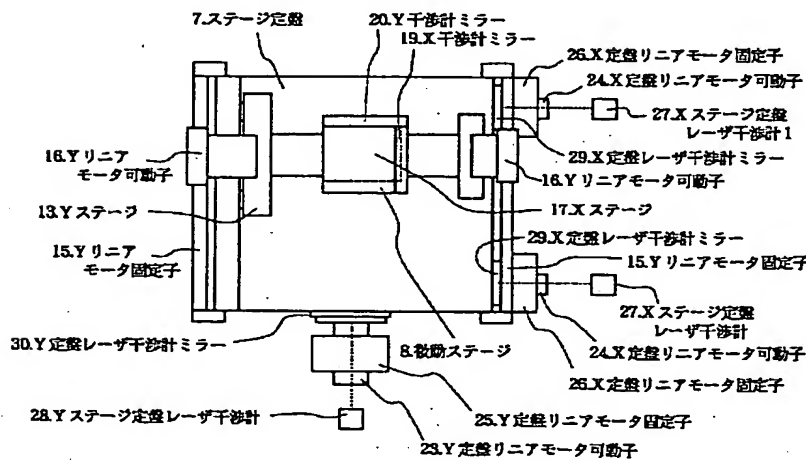 7.ステージ定盤
20.Y干渉計ミラー
19.X干渉計ミラー
26.X定盤リニアモータ固定子
24.X定盤リニアモータ可動子
27.Xステージ定盤
レーザ干渉計1
29.X定盤レーザ干渉計ミラー
16.Yリニア
モータ可動子
16.Yリニアモータ可動子
13.Yステージ
17.Xステージ
29.X定盤レーザ干渉計ミラー
15.Yリニア
モータ固定子
15.Yリニアモータ固定子
27.Xステージ定盤
レーザ干渉計
30.Y定盤レーザ干渉計ミラー
8.微動ステージ
24.X定盤リニアモータ可動子
26.X定盤リニアモータ固定子
28.Yステージ定盤レーザ干渉計
25.Y定盤リニアモータ固定子
23.Y定盤リニアモータ可動子